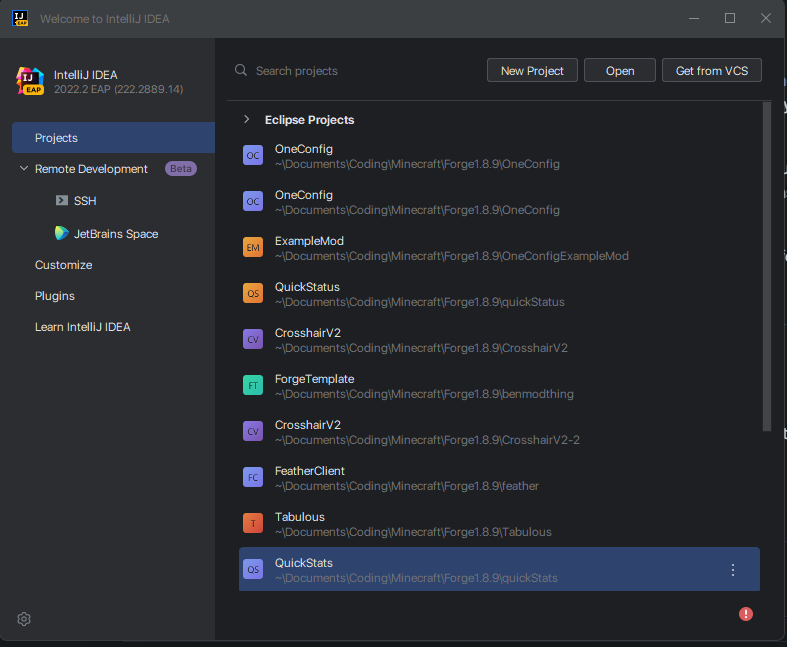 Welcome to IntelliJ IDEA
IntelliJ IDEA
2022.2 EAP (222.2889.14)
Projects
Remote Development Beta
SSH
JetBrains Space
Customize
Plugins
Learn IntelliJ IDEA
Search projects
New Project
Open
Get from VCS
Eclipse Projects
OC
OneConfig
~\Documents\Coding\Minecraft\Forge1.8.9\OneConfig
OC
OneConfig
~\Documents\Coding\Minecraft\Forge1.8.9\OneConfig
EM
ExampleMod
~\Documents\Coding\Minecraft\Forge1.8.9\OneConfigExampleMod
QS
QuickStatus
~\Documents\Coding\Minecraft\Forge1.8.9\quickStatus
CV
CrosshairV2
~\Documents\Coding\Minecraft\Forge1.8.9\CrosshairV2
FT
ForgeTemplate
~\Documents\Coding\Minecraft\Forge1.8.9\benmodthing
CV
CrosshairV2
~\Documents\Coding\Minecraft\Forge1.8.9\CrosshairV2-2
FC
FeatherClient
~\Documents\Coding\Minecraft\Forge1.8.9\feather
T
Tabulous
~\Documents\Coding\Minecraft\Forge1.8.9\Tabulous
QS
QuickStats
~\Documents\Coding\Minecraft\Forge1.8.9\quickStats